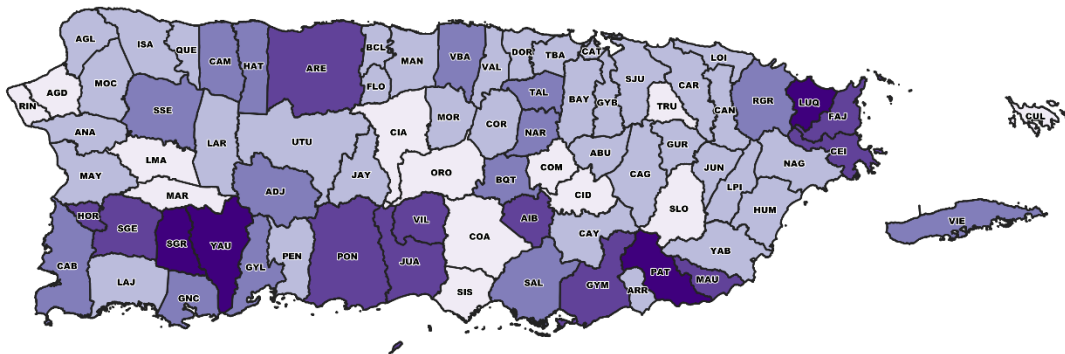 AGL
ISA
QUE
CAM
HAT
ARE
BCL
MAN
VBA
VAL
DOR
TBA
CAT
LOI
MOC
FLO
SJU
CAR
RIN
AGD
SSE
TAL
BAY
GYB
TRU
CAN
RGR
LUQ
FAJ
CUL
ANA
LAR
UTU
CIA
MOR
COR
NAR
ABU
GUR
CEI
MAY
LMA
JAY
ORO
COM
CAG
JUN
NAG
MAR
ADJ
BQT
CID
SLO
LPI
HUM
HOR
SGE
SGR
YAU
VIL
AIB
COA
CAY
YAB
VIE
CAB
GYL
PEN
PON
JUA
PAT
MAU
LAJ
GNC
SIS
SAL
GYM
ARR